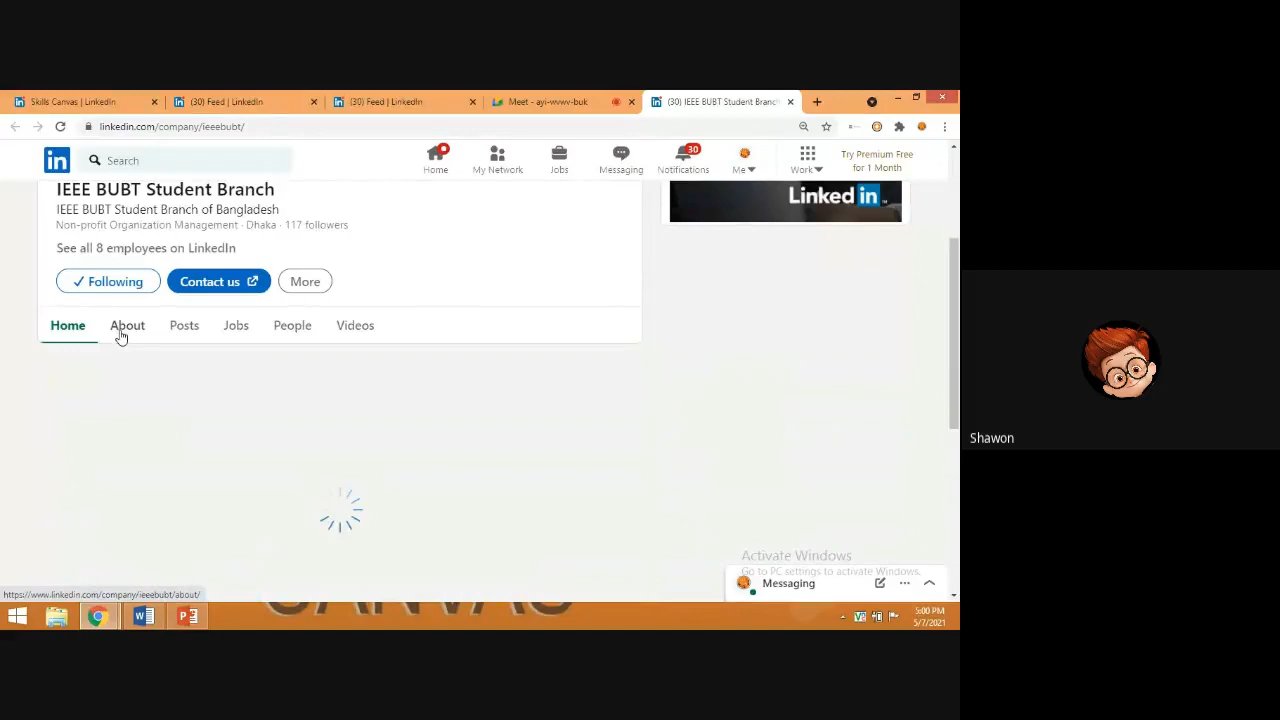 Skills Canvas | LinkedIn
(30) Feed | LinkedIn
(30) Feed | LinkedIn
Meet - ayi-wvwv-buk
(30) IEEE BUBT Student Branch
linkedin.com/company/ieeebubt/
in
Search
Home
My Network
Jobs
Messaging
30
Notifications
Me
Work
Try Premium Free
for 1 Month
IEEE BUBT Student Branch
IEEE BUBT Student Branch of Bangladesh
Non-profit Organization Management · Dhaka · 117 followers
See all 8 employees on LinkedIn
Following
Contact us
More
Linked in
Home
About
Posts
Jobs
People
Videos
Shawon
Activate Windows
Go to PC settings to activate Windows.
Messaging
https://www.linkedin.com/company/ieeebubt/about/
CANVAS
5:00 PM
5/7/2021